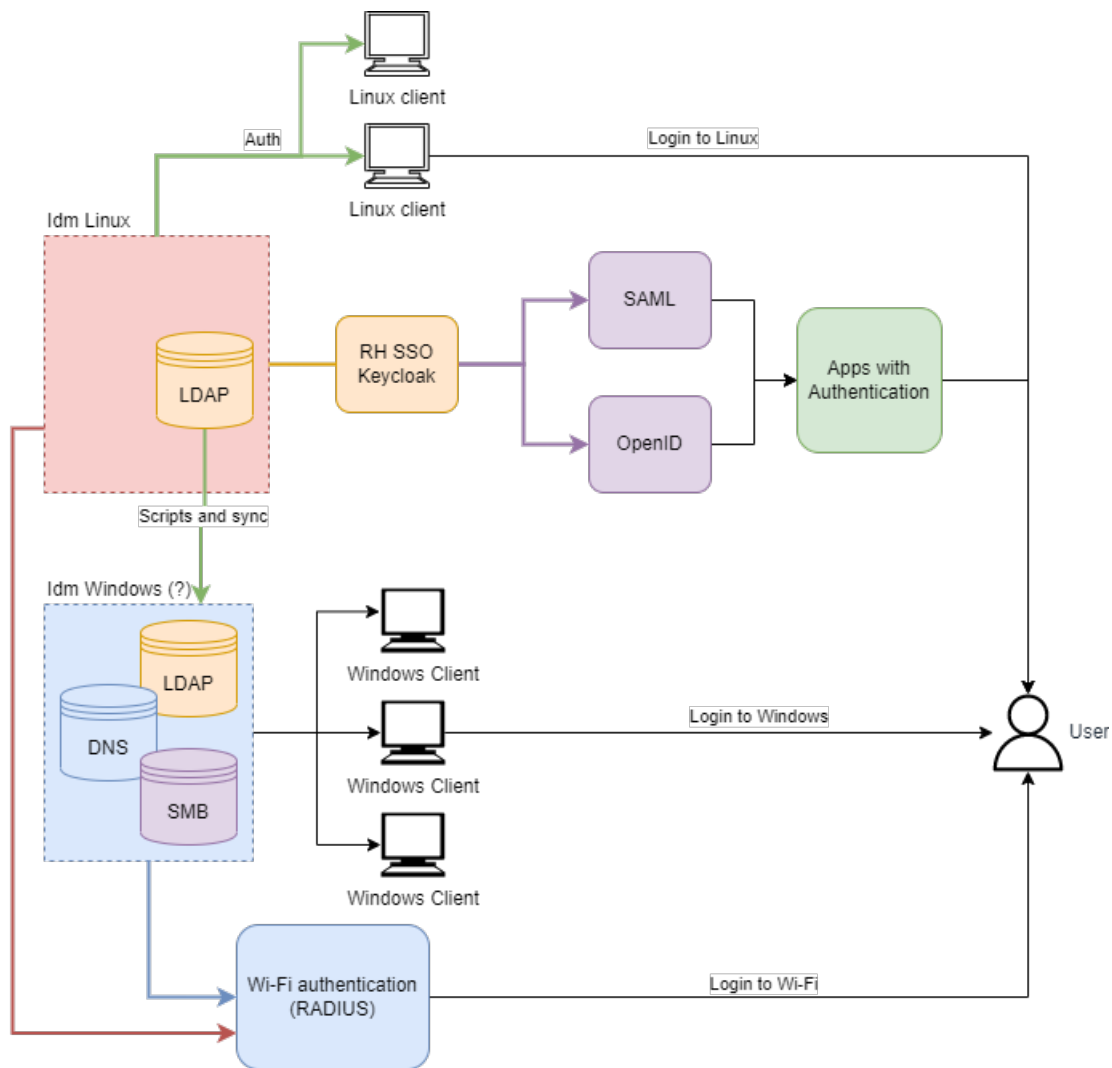 Linux client
Auth
Login to Linux
Linux client
Idm Linux
SAML
RH SSO
Keycloak
Apps with
Authentication
LDAP
OpenID
Scripts and sync
Idm Windows (?)
LDAP
Windows Client
DNS
Login to Windows
User
Windows Client
SMB
Windows Client
Wi-Fi authentication
(RADIUS)
Login to Wi-Fi